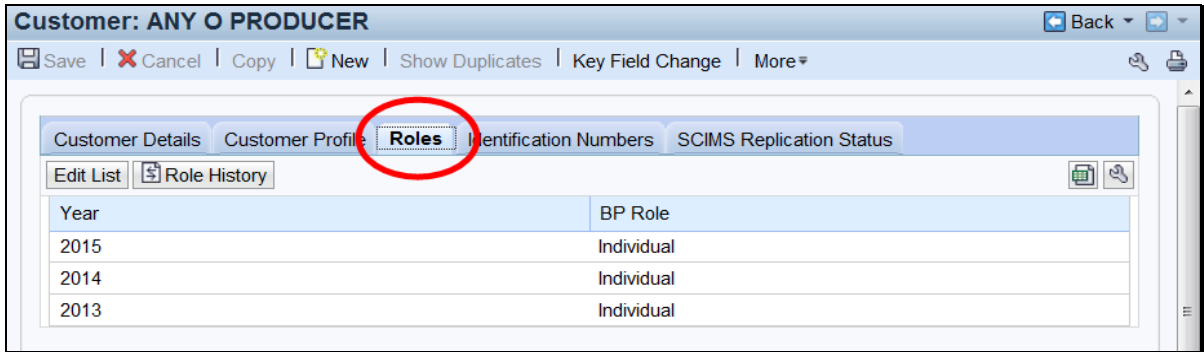 Customer: ANY O PRODUCER Back
Save Cancel Copy New Show Duplicates Key Field Change More
Customer Details Customer Profile Roles Identification Numbers SCIMS Replication Status
Edit List Role History
Year BP Role
2015 Individual
2014 Individual
2013 Individual